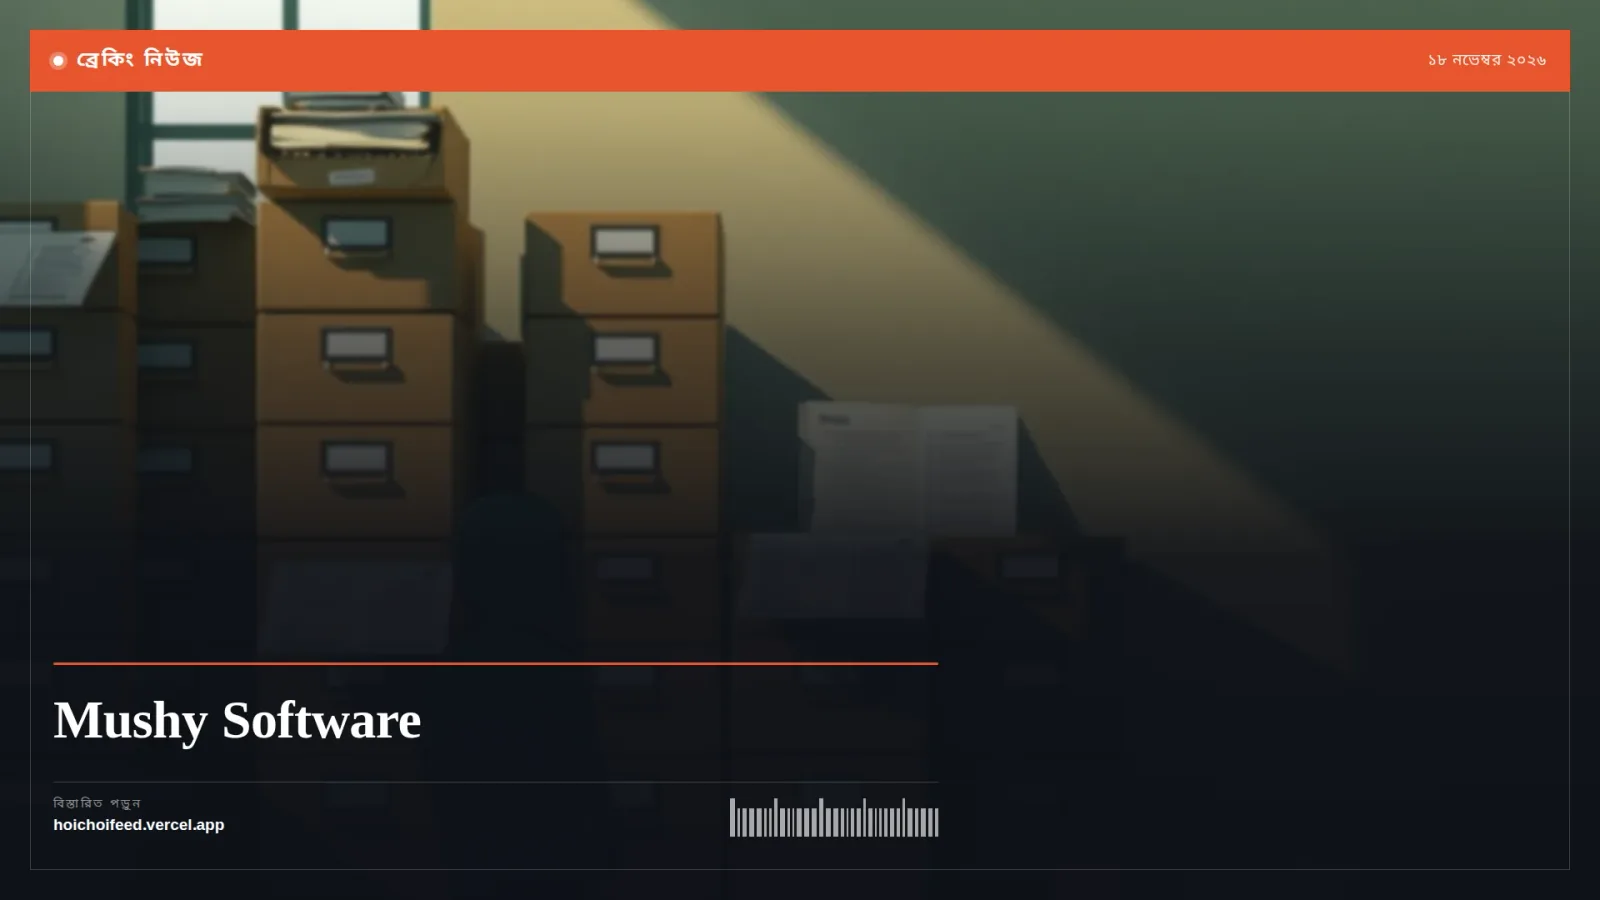 ব্রেকিং নিউজ
১৮ নভেম্বর ২০২৬
Mushy Software
বিস্তারিত পড়ুন
hoichoifeed.vercel.app